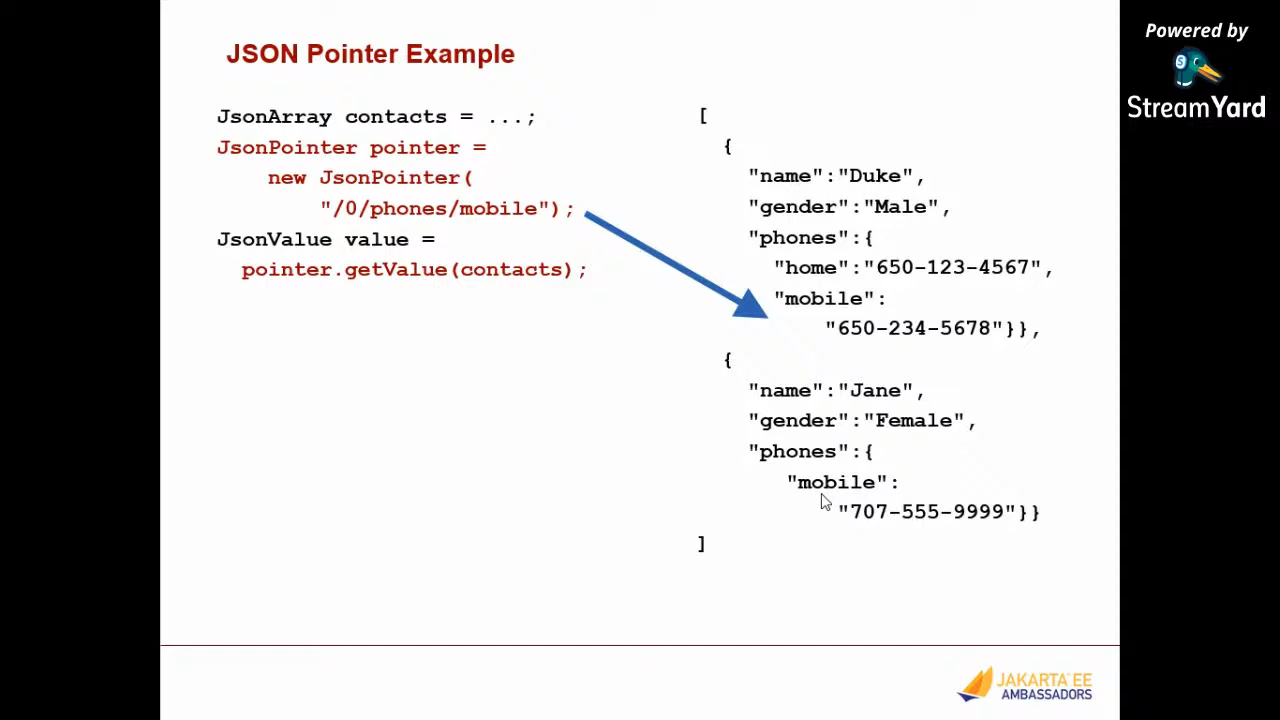 JSON Pointer Example
JsonArray contacts = ...;
JsonPointer pointer =
new JsonPointer(
"/0/phones/mobile");
JsonValue value =
pointer.getValue(contacts);
[
{
"name":"Duke",
"gender":"Male",
"phones":{
"home":"650-123-4567",
"mobile":
"650-234-5678"}},
{
"name":"Jane",
"gender":"Female",
"phones":{
"mobile":
"707-555-9999"}}
]
Powered by
S
StreamYard
JAKARTA EE
AMBASSADORS